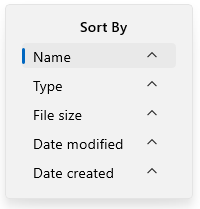 Sort By
Name
Type
File size
Date modified
Date created